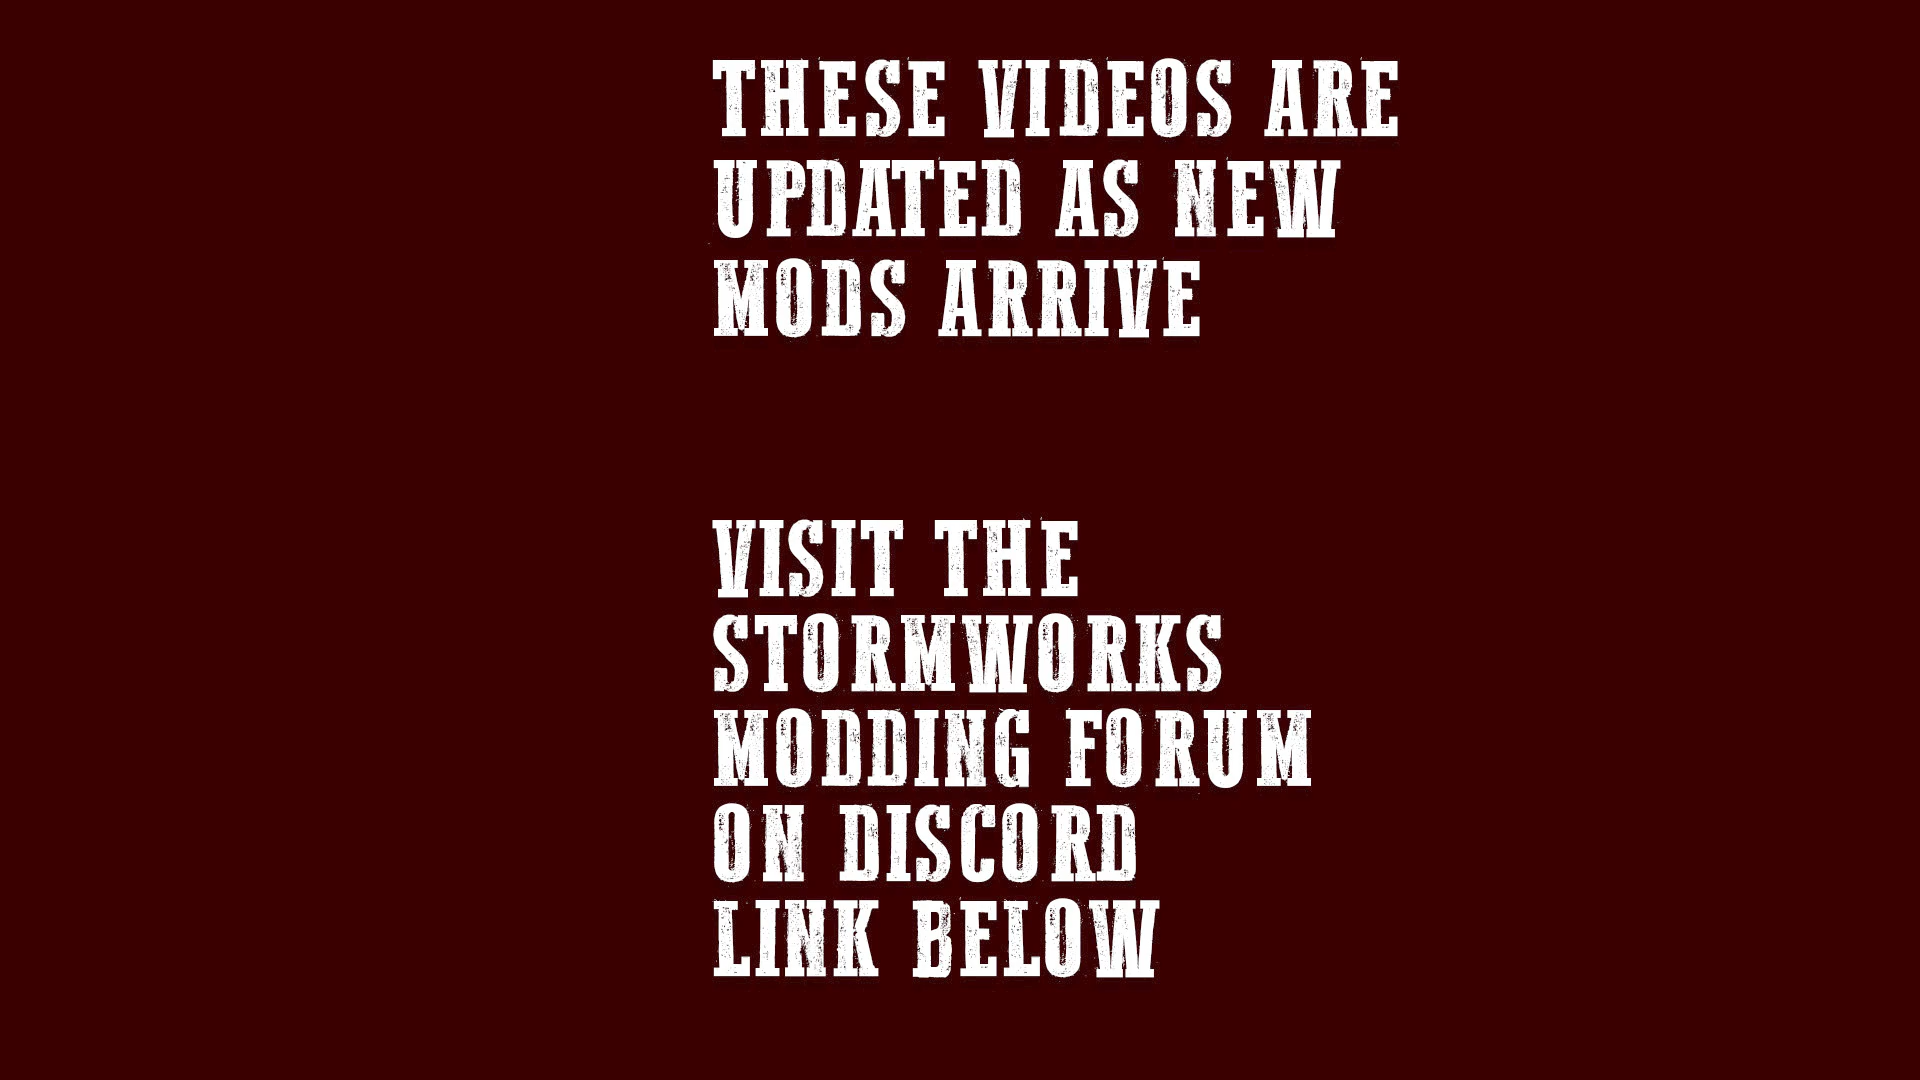 THESE VIDEOS ARE
UPDATED AS NEW
MODS ARRIVE
VISIT THE
STORMWORKS
MODDING FORUM
ON DISCORD
LINK BELOW